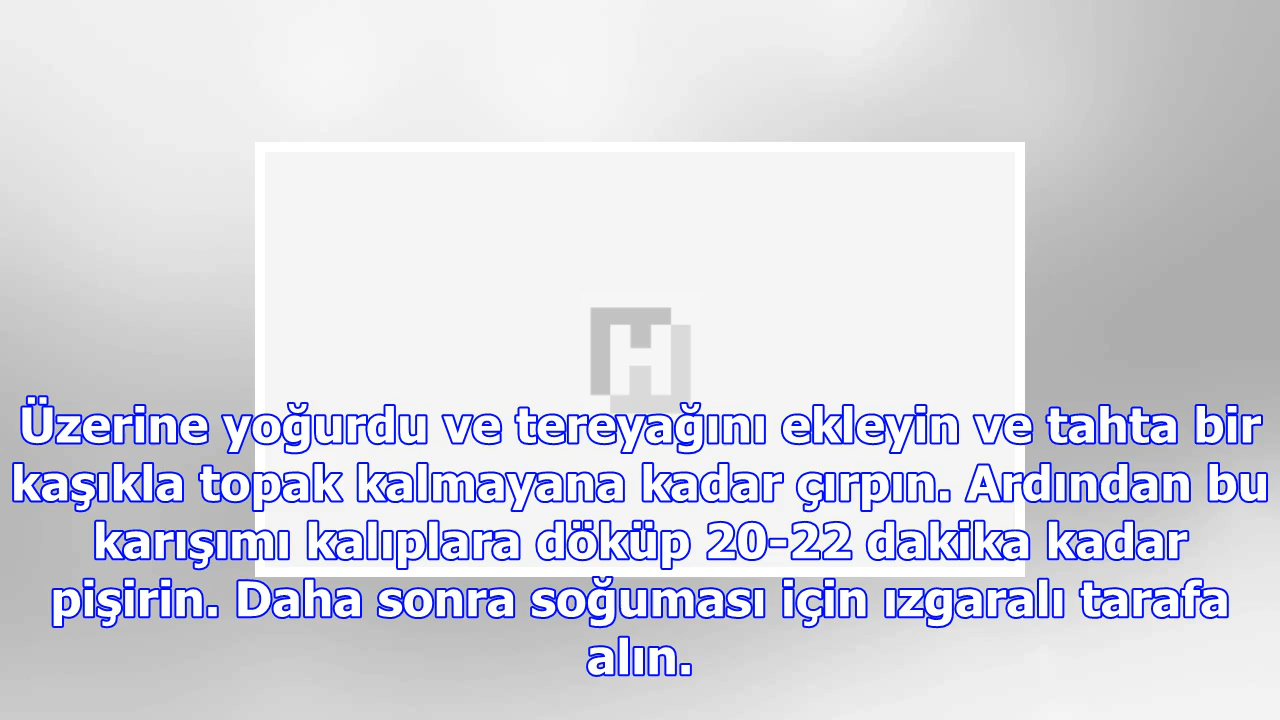 Üzerine yoğurdu ve tereyağını ekleyin ve tahta bir
kaşıkla topak kalmayana kadar çırpın. Ardından bu
karışımı kalıplara döküp 20-22 dakika kadar
pişirin. Daha sonra soğuması için ızgaralı tarafa
alın.